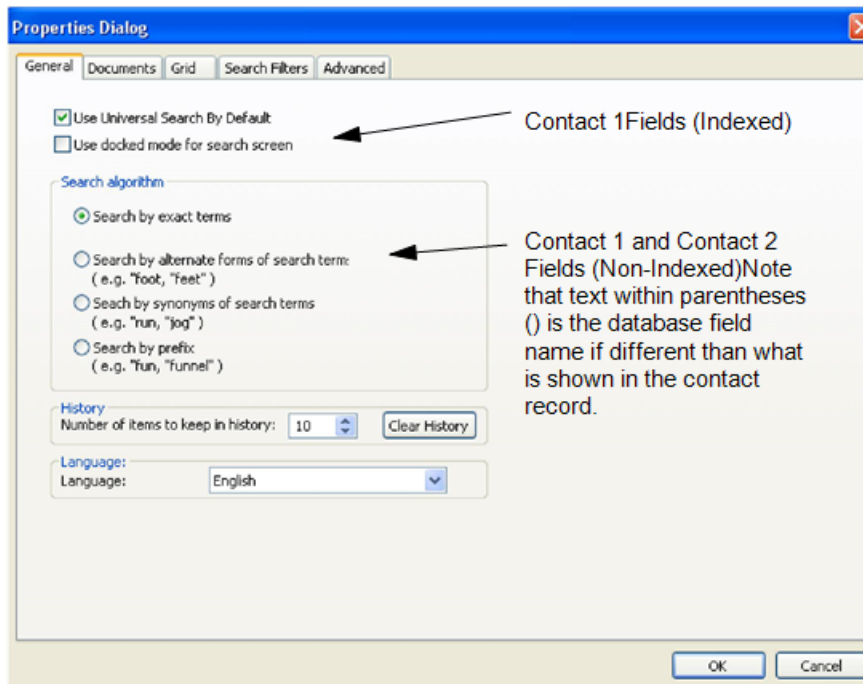 Properties Dialog
General Documents Grid Search Filters Advanced
Use Universal Search By Default
Use docked mode for search screen
Contact 1Fields (Indexed)
Search algorithm
Search by exact terms
Search by alternate forms of search term:
( e.g. "foot, "feet" )
Seach by synonyms of search terms
( e.g. "run, "jog" )
Search by prefix
( e.g. "fun, "funnel" )
Contact 1 and Contact 2
Fields (Non-Indexed)Note
that text within parentheses
() is the database field
name if different than what
is shown in the contact
record.
History
Number of items to keep in history: 10 Clear History
Language:
Language: English
OK Cancel